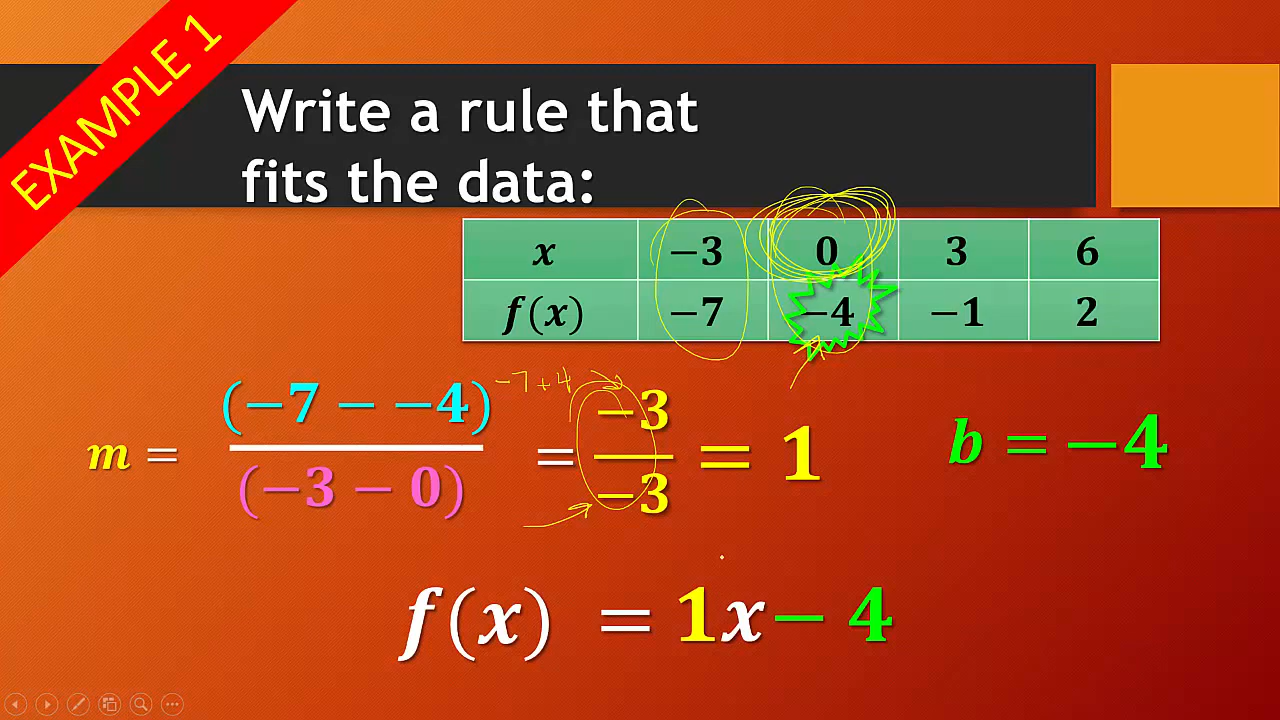 EXAMPLE 1
Write a rule that
fits the data:
x −3 0 3 6
f(x) −7 −4 −1 2
−7+4
m = (−7 − −4) / (−3 − 0) = −3 / −3 = 1
b = −4
f(x) = 1x − 4